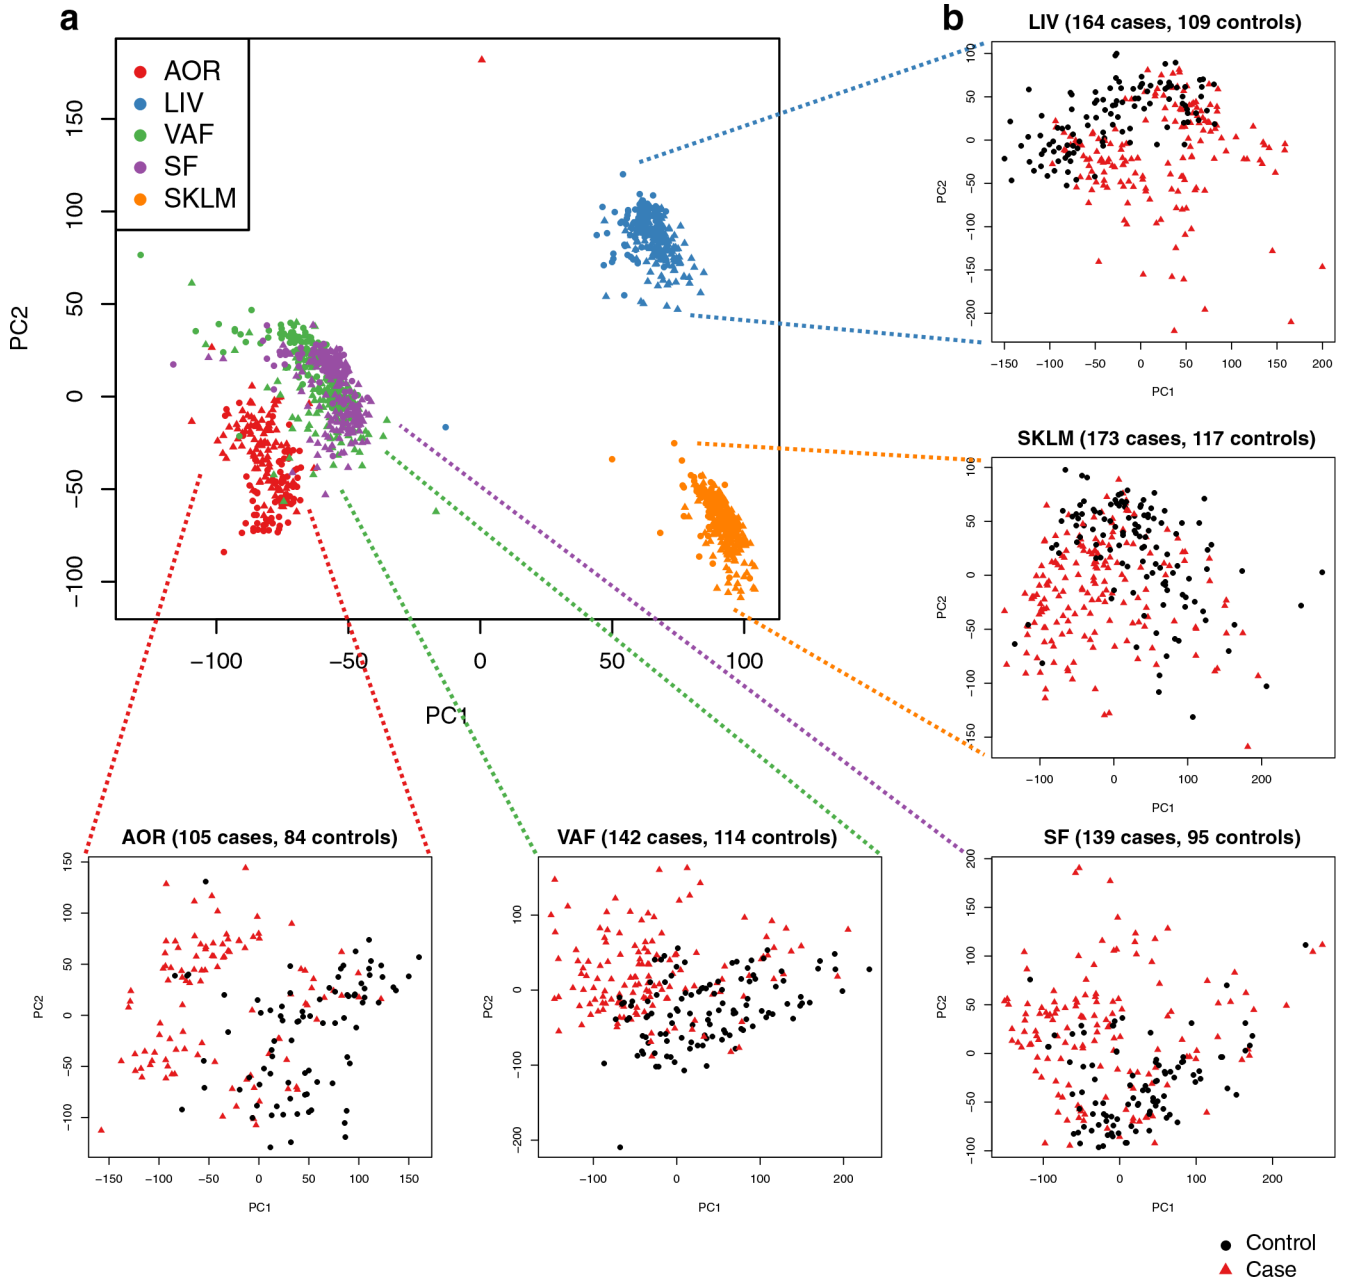 a
AOR
LIV
VAF
SF
SKLM
PC2
150
100
50
0
−50
−100
−100
−50
0
50
100
PC1
b
LIV (164 cases, 109 controls)
PC2
100
50
0
−50
−100
−150
−200
−150
−100
−50
0
50
100
150
200
PC1
SKLM (173 cases, 117 controls)
PC2
100
50
0
−50
−100
−150
−100
0
100
200
PC1
AOR (105 cases, 84 controls)
PC2
150
100
50
0
−50
−100
−150
−100
−50
0
50
100
150
PC1
VAF (142 cases, 114 controls)
PC2
100
0
−100
−200
−100
0
100
200
PC1
SF (139 cases, 95 controls)
PC2
200
150
100
50
0
−50
−100
−100
0
100
200
PC1
Control
Case